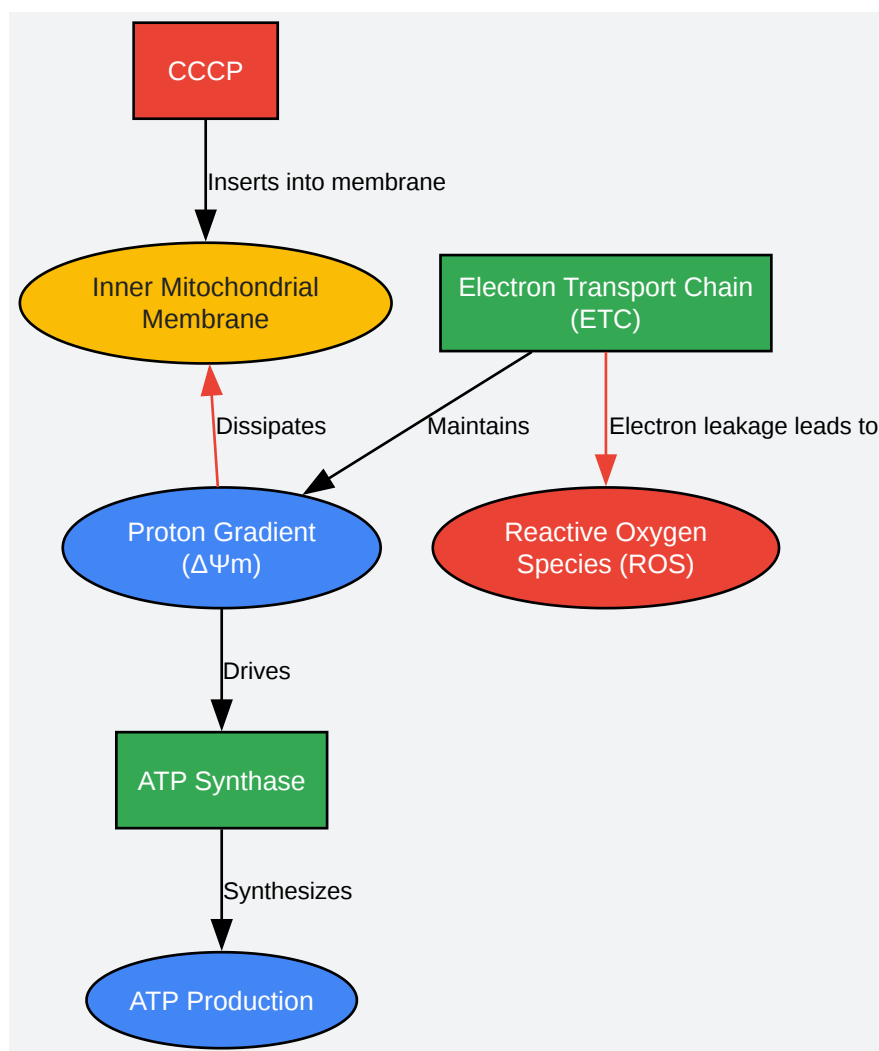 CCCP
Inserts into membrane
Inner Mitochondrial
Membrane
Electron Transport Chain
(ETC)
Dissipates
Maintains
Electron leakage leads to
Proton Gradient
(ΔΨm)
Reactive Oxygen
Species (ROS)
Drives
ATP Synthase
Synthesizes
ATP Production